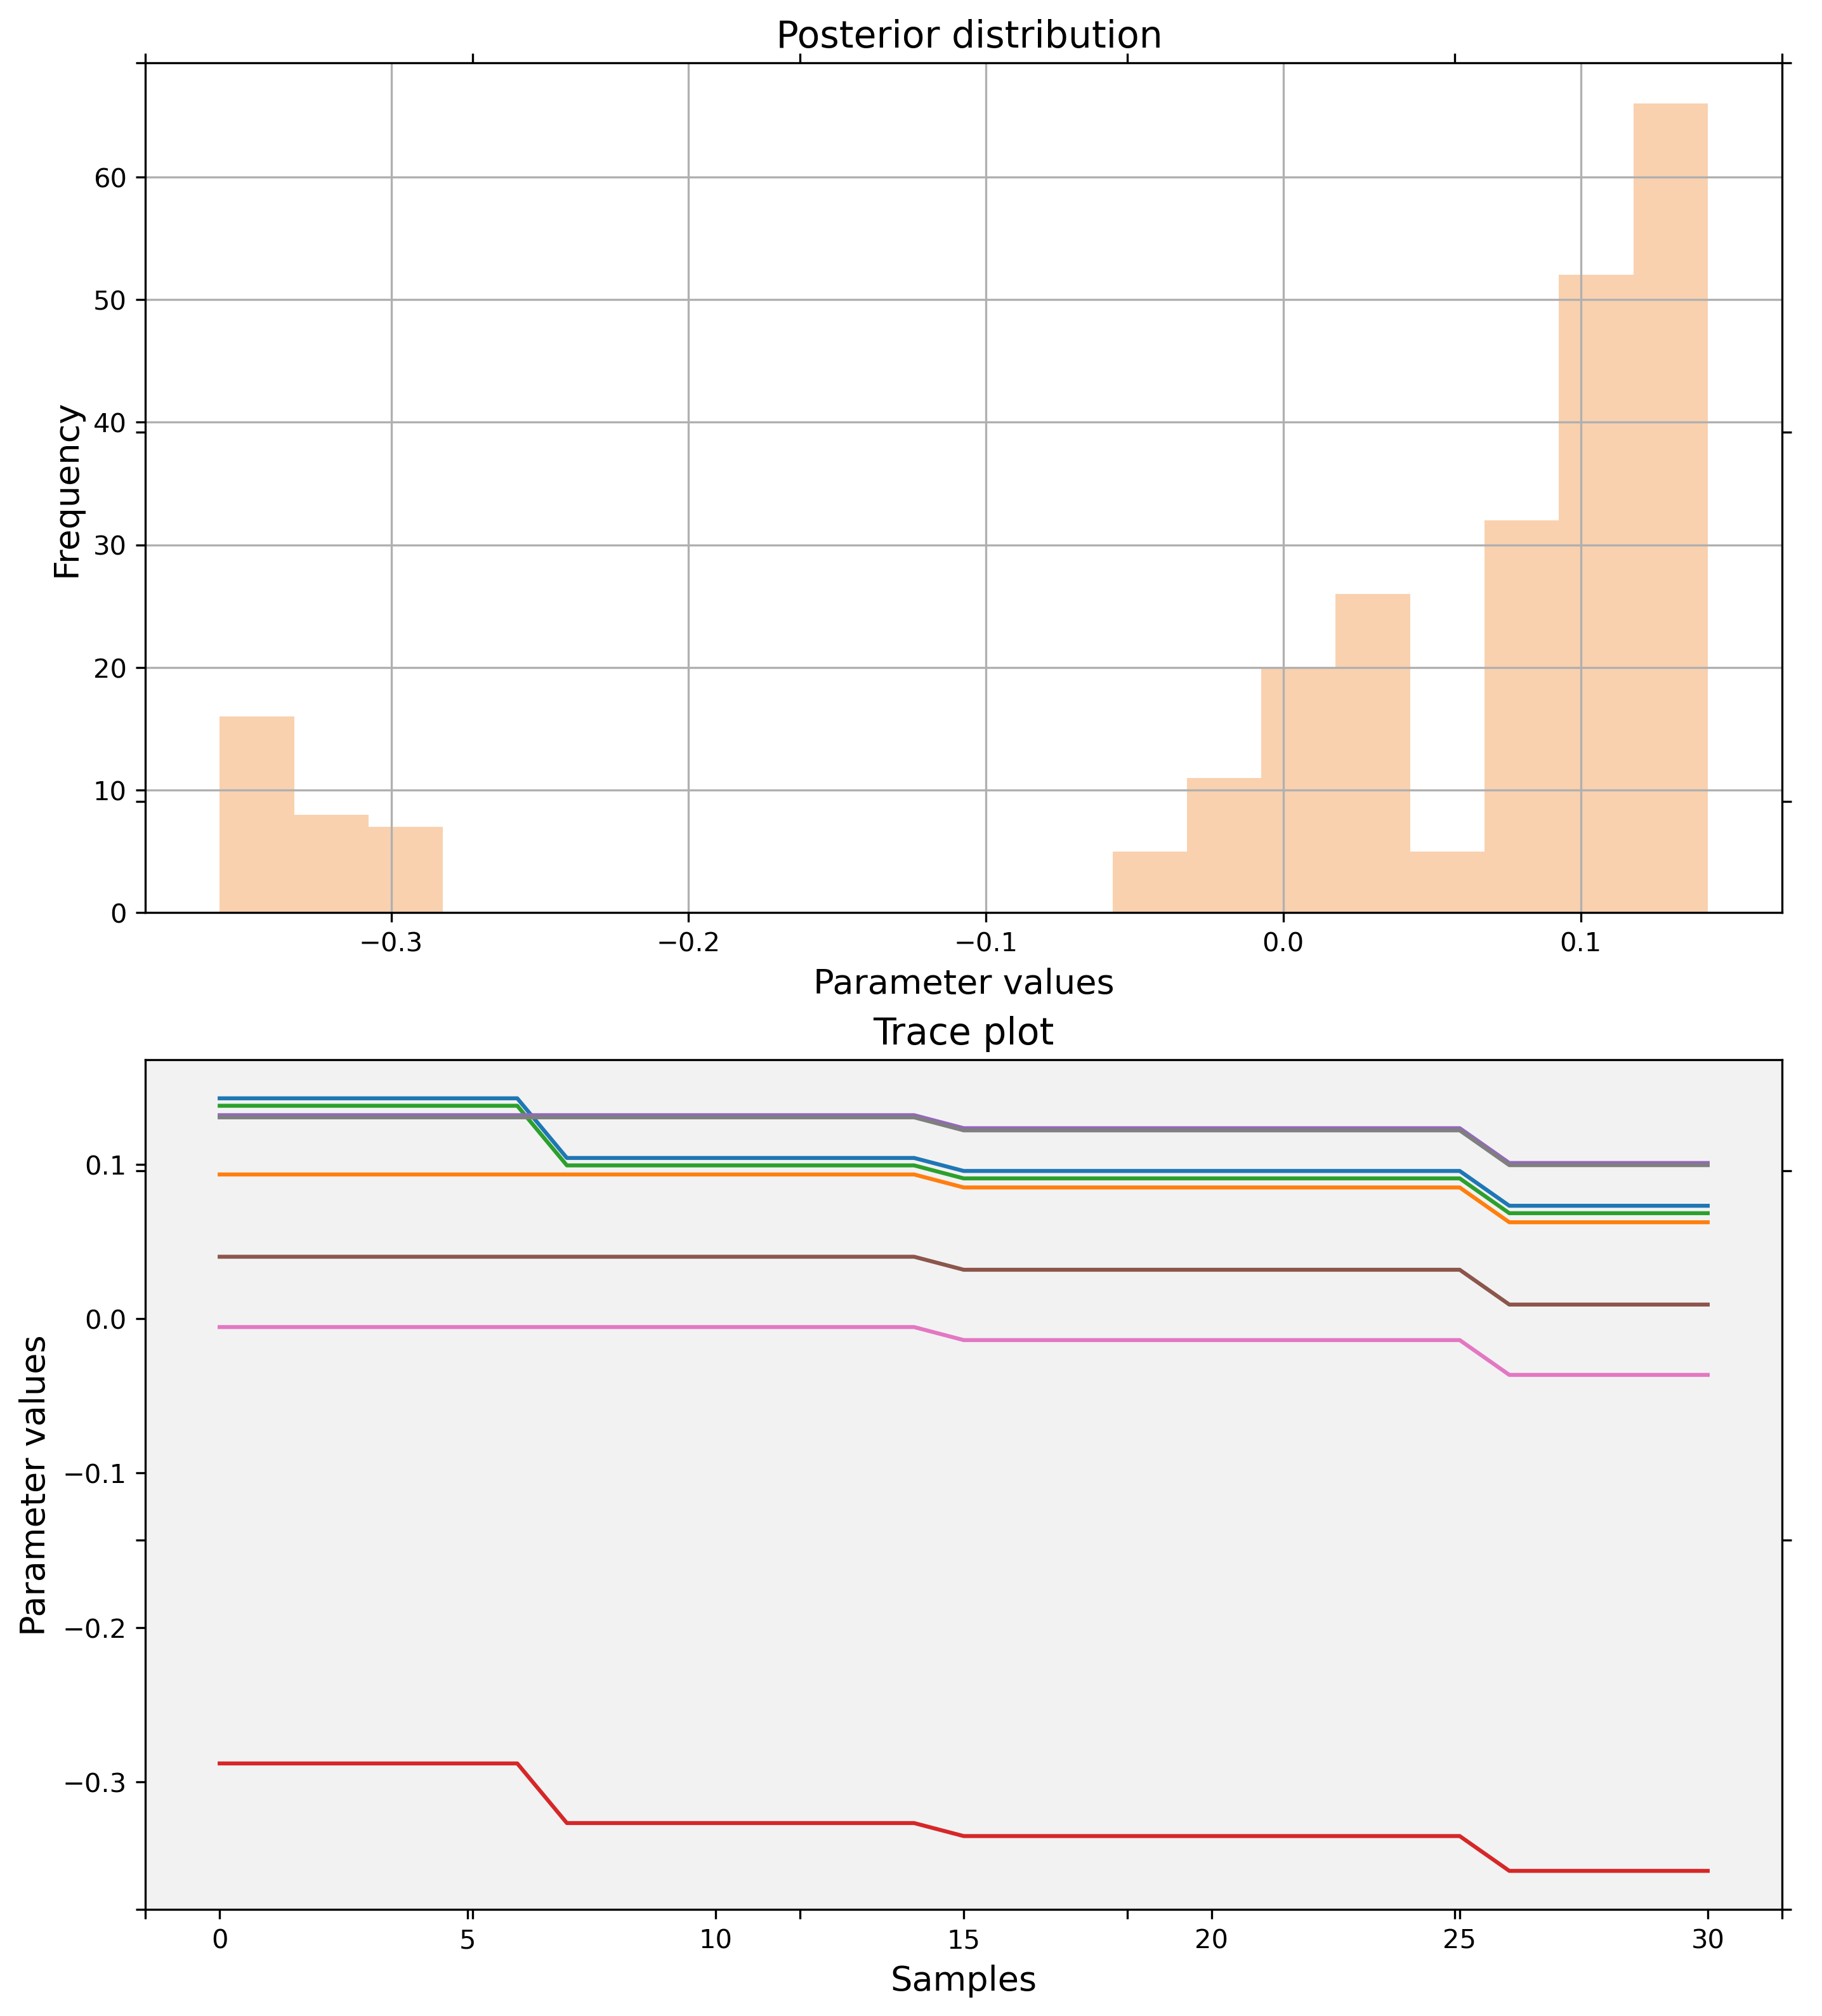 Posterior distribution
Frequency
60
50
40
30
20
10
0
−0.3 −0.2 −0.1 0.0 0.1
Parameter values
Trace plot
Parameter values
0.1
0.0
−0.1
−0.2
−0.3
0 5 10 15 20 25 30
Samples